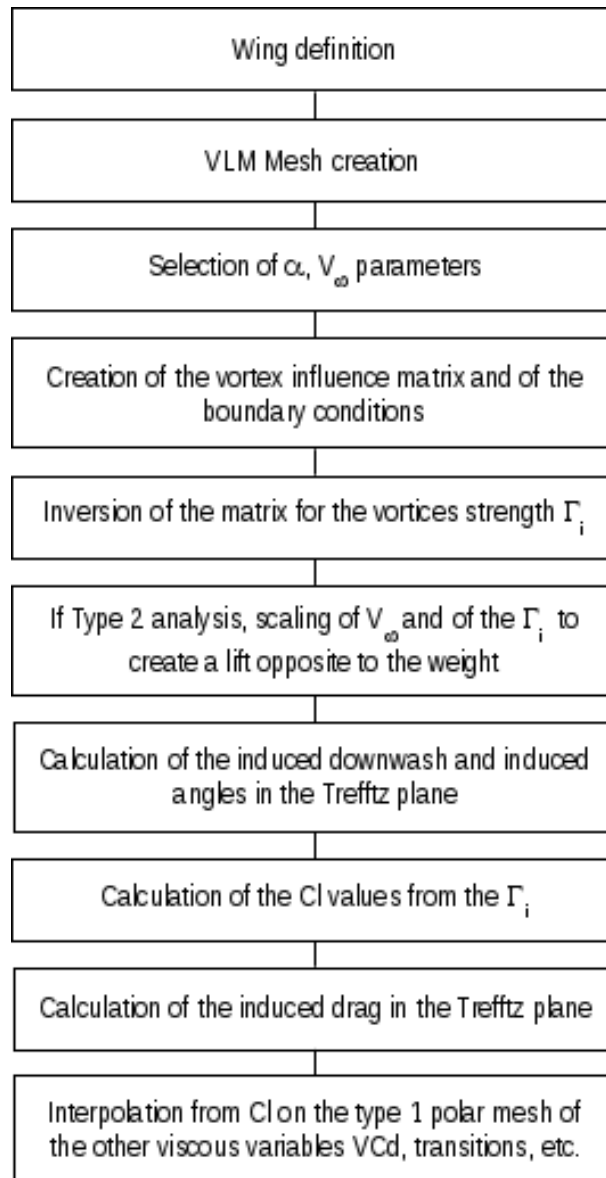 Wing definition
VLM Mesh creation
Selection of α, V∞ parameters
Creation of the vortex influence matrix and of the
boundary conditions
Inversion of the matrix for the vortices strength Γi
If Type 2 analysis, scaling of V∞ and of the Γi to
create a lift opposite to the weight
Calculation of the induced downwash and induced
angles in the Trefftz plane
Calculation of the Cl values from the Γi
Calculation of the induced drag in the Trefftz plane
Interpolation from Cl on the type 1 polar mesh of
the other viscous variables VCd, transitions, etc.